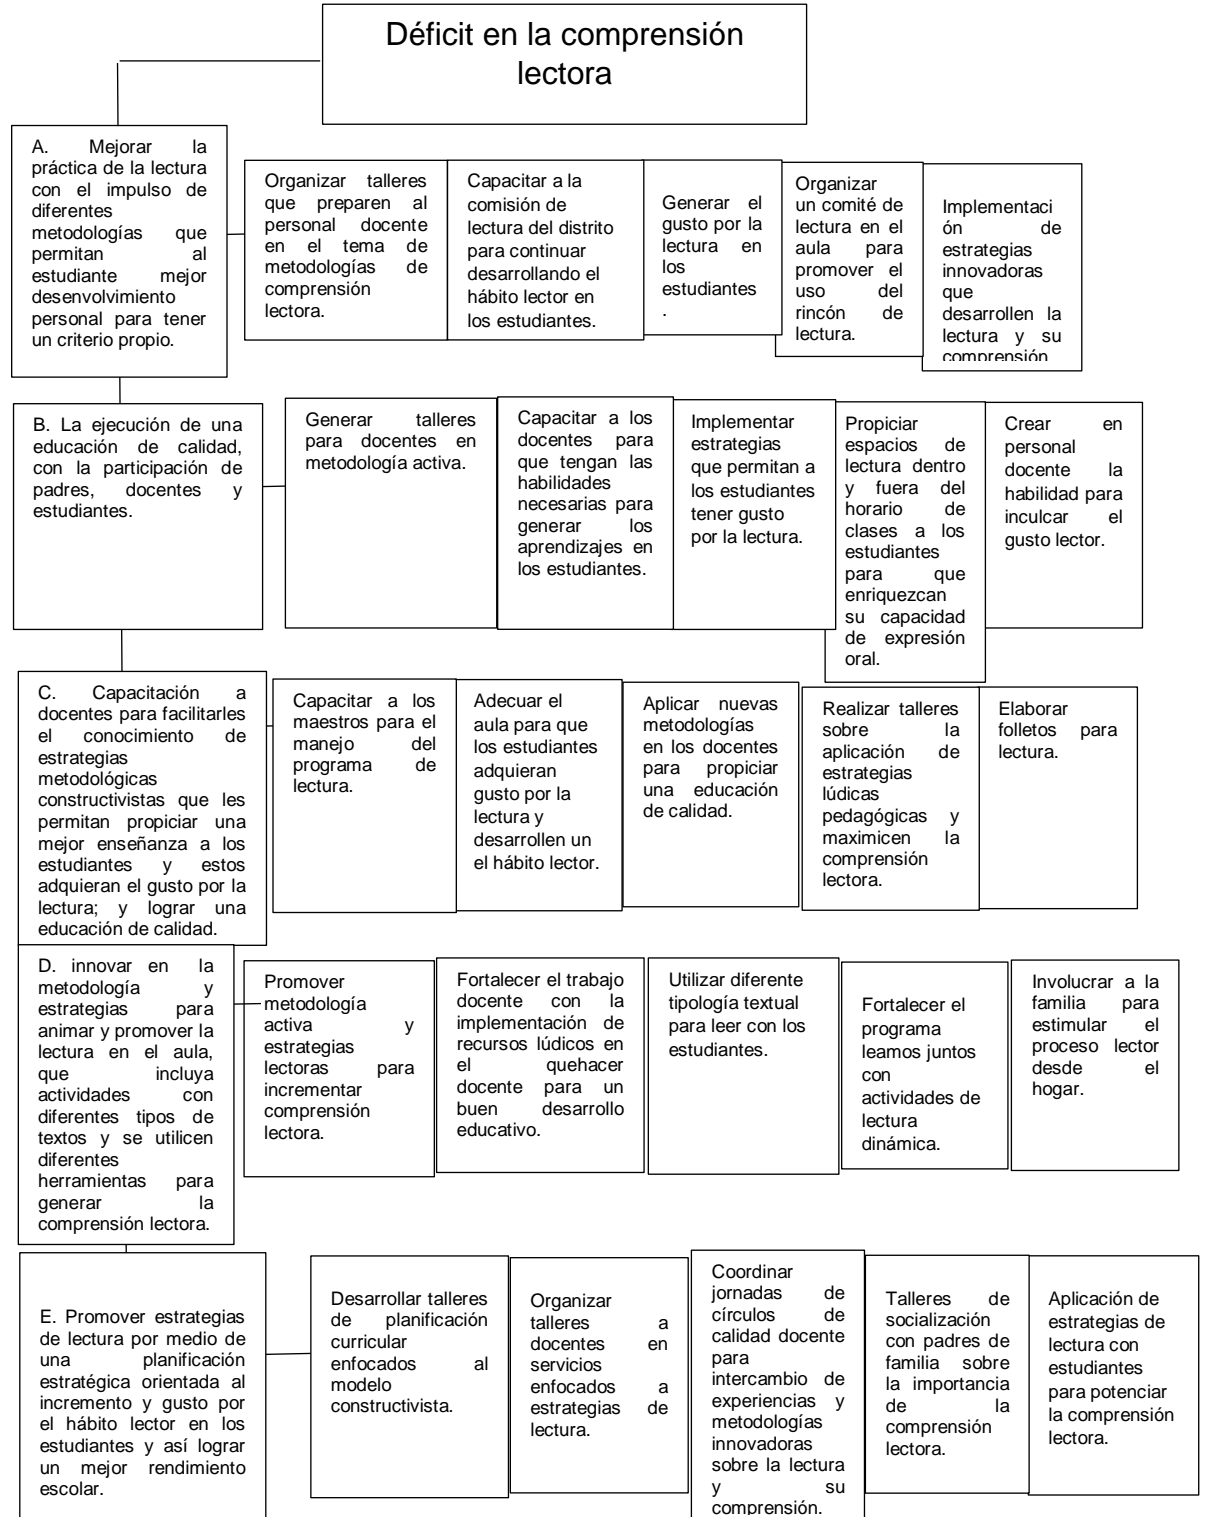 Déficit en la comprensión
lectora
A. Mejorar la
práctica de la lectura
con el impulso de
diferentes
metodologías que
permitan al
estudiante mejor
desenvolvimiento
personal para tener
un criterio propio.
Organizar talleres
que preparen al
personal docente
en el tema de
metodologías de
comprensión
lectora.
Capacitar a la
comisión de
lectura del distrito
para continuar
desarrollando el
hábito lector en
los estudiantes.
Generar el
gusto por la
lectura en
los
estudiantes
.
Organizar
un comité de
lectura en el
aula para
promover el
uso del
rincón de
lectura.
Implementaci
ón de
estrategias
innovadoras
que
desarrollen la
lectura y su
comprensión
B. La ejecución de una
educación de calidad,
con la participación de
padres, docentes y
estudiantes.
Generar talleres
para docentes en
metodología activa.
Capacitar a los
docentes para
que tengan las
habilidades
necesarias para
generar los
aprendizajes en
los estudiantes.
Implementar
estrategias
que permitan a
los estudiantes
tener gusto
por la lectura.
Propiciar
espacios de
lectura dentro
y fuera del
horario de
clases a los
estudiantes
para que
enriquezcan
su capacidad
de expresión
oral.
Crear en
personal
docente la
habilidad para
inculcar el
gusto lector.
C. Capacitación a
docentes para facilitarles
el conocimiento de
estrategias
metodológicas
constructivistas que les
permitan propiciar una
mejor enseñanza a los
estudiantes y estos
adquieran el gusto por la
lectura; y lograr una
educación de calidad.
Capacitar a los
maestros para el
manejo del
programa de
lectura.
Adecuar el
aula para que
los estudiantes
adquieran
gusto por la
lectura y
desarrollen un
el hábito lector.
Aplicar nuevas
metodologías
en los docentes
para propiciar
una educación
de calidad.
Realizar talleres
sobre la
aplicación de
estrategias
lúdicas
pedagógicas y
maximicen la
comprensión
lectora.
Elaborar
folletos para
lectura.
D. innovar en la
metodología y
estrategias para
animar y promover la
lectura en el aula,
que incluya
actividades con
diferentes tipos de
textos y se utilicen
diferentes
herramientas para
generar la
comprensión lectora.
Promover
metodología
activa y
estrategias
lectoras para
incrementar
comprensión
lectora.
Fortalecer el trabajo
docente con la
implementación de
recursos lúdicos en
el quehacer
docente para un
buen desarrollo
educativo.
Utilizar diferente
tipología textual
para leer con los
estudiantes.
Fortalecer el
programa
leamos juntos
con
actividades de
lectura
dinámica.
Involucrar a la
familia para
estimular el
proceso lector
desde el
hogar.
E. Promover estrategias
de lectura por medio de
una planificación
estratégica orientada al
incremento y gusto por
el hábito lector en los
estudiantes y así lograr
un mejor rendimiento
escolar.
Desarrollar talleres
de planificación
curricular
enfocados al
modelo
constructivista.
Organizar
talleres a
docentes en
servicios
enfocados a
estrategias de
lectura.
Coordinar
jornadas de
círculos de
calidad docente
para
intercambio de
experiencias y
metodologías
innovadoras
sobre la lectura
y su
comprensión.
Talleres de
socialización
con padres de
familia sobre
la importancia
de la
comprensión
lectora.
Aplicación de
estrategias de
lectura con
estudiantes
para potenciar
la comprensión
lectora.